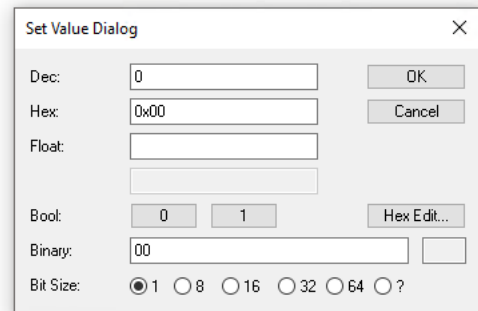 Set Value Dialog
Dec: 0 OK
Hex: 0x00 Cancel
Float:
Bool: 0 1 Hex Edit...
Binary: 00
Bit Size: 1 8 16 32 64 ?